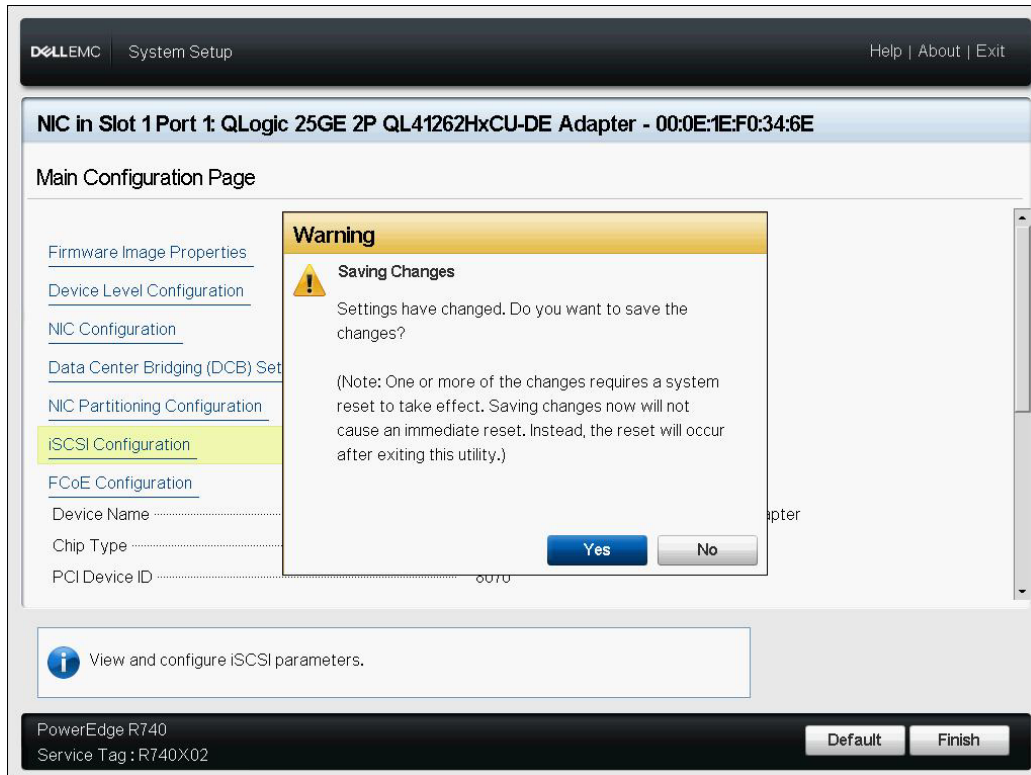 DELLEMC System Setup Help | About | Exit
NIC in Slot 1 Port 1: QLogic 25GE 2P QL41262HxCU-DE Adapter - 00:0E:1E:F0:34:6E
Main Configuration Page
Firmware Image Properties
Device Level Configuration
NIC Configuration
Data Center Bridging (DCB) Set
NIC Partitioning Configuration
iSCSI Configuration
FCoE Configuration
Device Name
Chip Type
PCI Device ID 8070
Warning
Saving Changes
Settings have changed. Do you want to save the
changes?
(Note: One or more of the changes requires a system
reset to take effect. Saving changes now will not
cause an immediate reset. Instead, the reset will occur
after exiting this utility.)
Yes No
View and configure iSCSI parameters.
PowerEdge R740
Service Tag : R740X02
Default Finish